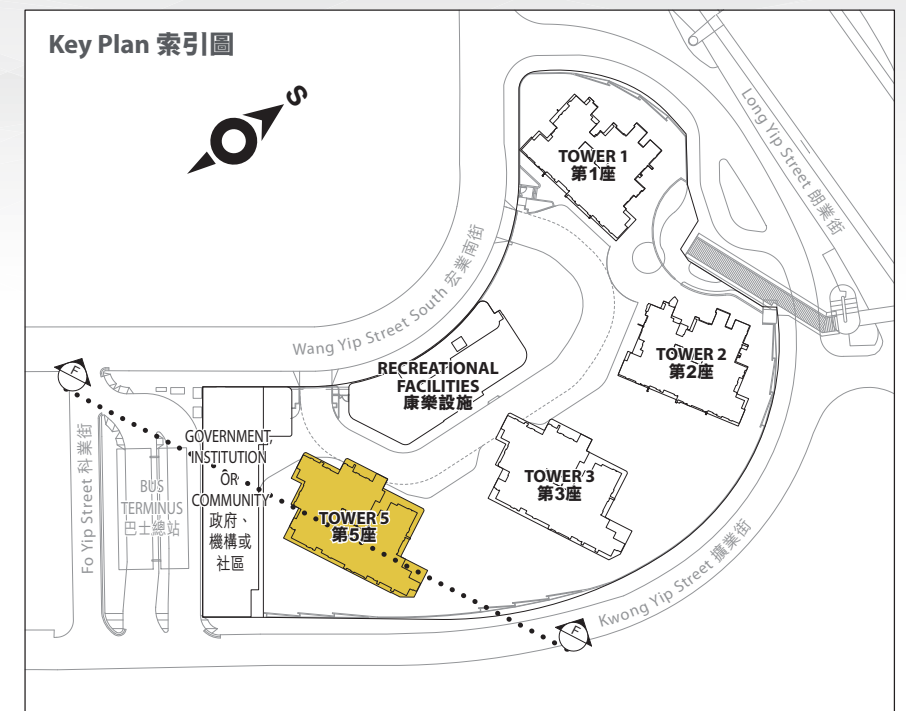 Key Plan 索引圖
S
Long Yip Street 朗業街
TOWER 1
第1座
Wang Yip Street South 宏業南街
TOWER 2
第2座
RECREATIONAL
FACILITIES
康樂設施
F
GOVERNMENT,
INSTITUTION
OR
COMMUNITY
政府、
機構或
社區
Fo Yip Street 科業街
BUS
TERMINUS
巴士總站
TOWER 3
第3座
TOWER 5
第5座
Kwong Yip Street 擴業街
F